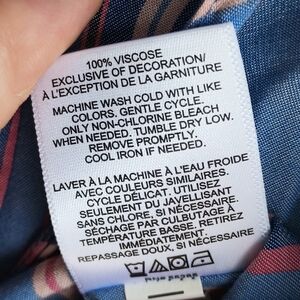 100% VISCOSE
EXCLUSIVE OF DECORATION/
À L'EXCEPTION DE LA GARNITURE
MACHINE WASH COLD WITH LIKE
COLORS. GENTLE CYCLE.
ONLY NON-CHLORINE BLEACH
WHEN NEEDED. TUMBLE DRY LOW.
REMOVE PROMPTLY.
COOL IRON IF NEEDED.
LAVER À LA MACHINE À L'EAU FROIDE
AVEC COULEURS SIMILAIRES.
CYCLE DÉLICAT. UTILISEZ
SEULEMENT DU JAVELLISANT
SANS CHLORE, SI NÉCESSAIRE.
SÉCHAGE PAR CULBUTAGE À
TEMPÉRATURE BASSE. RETIREZ
IMMÉDIATEMENT.
REPASSAGE DOUX, SI NÉCESSAIRE